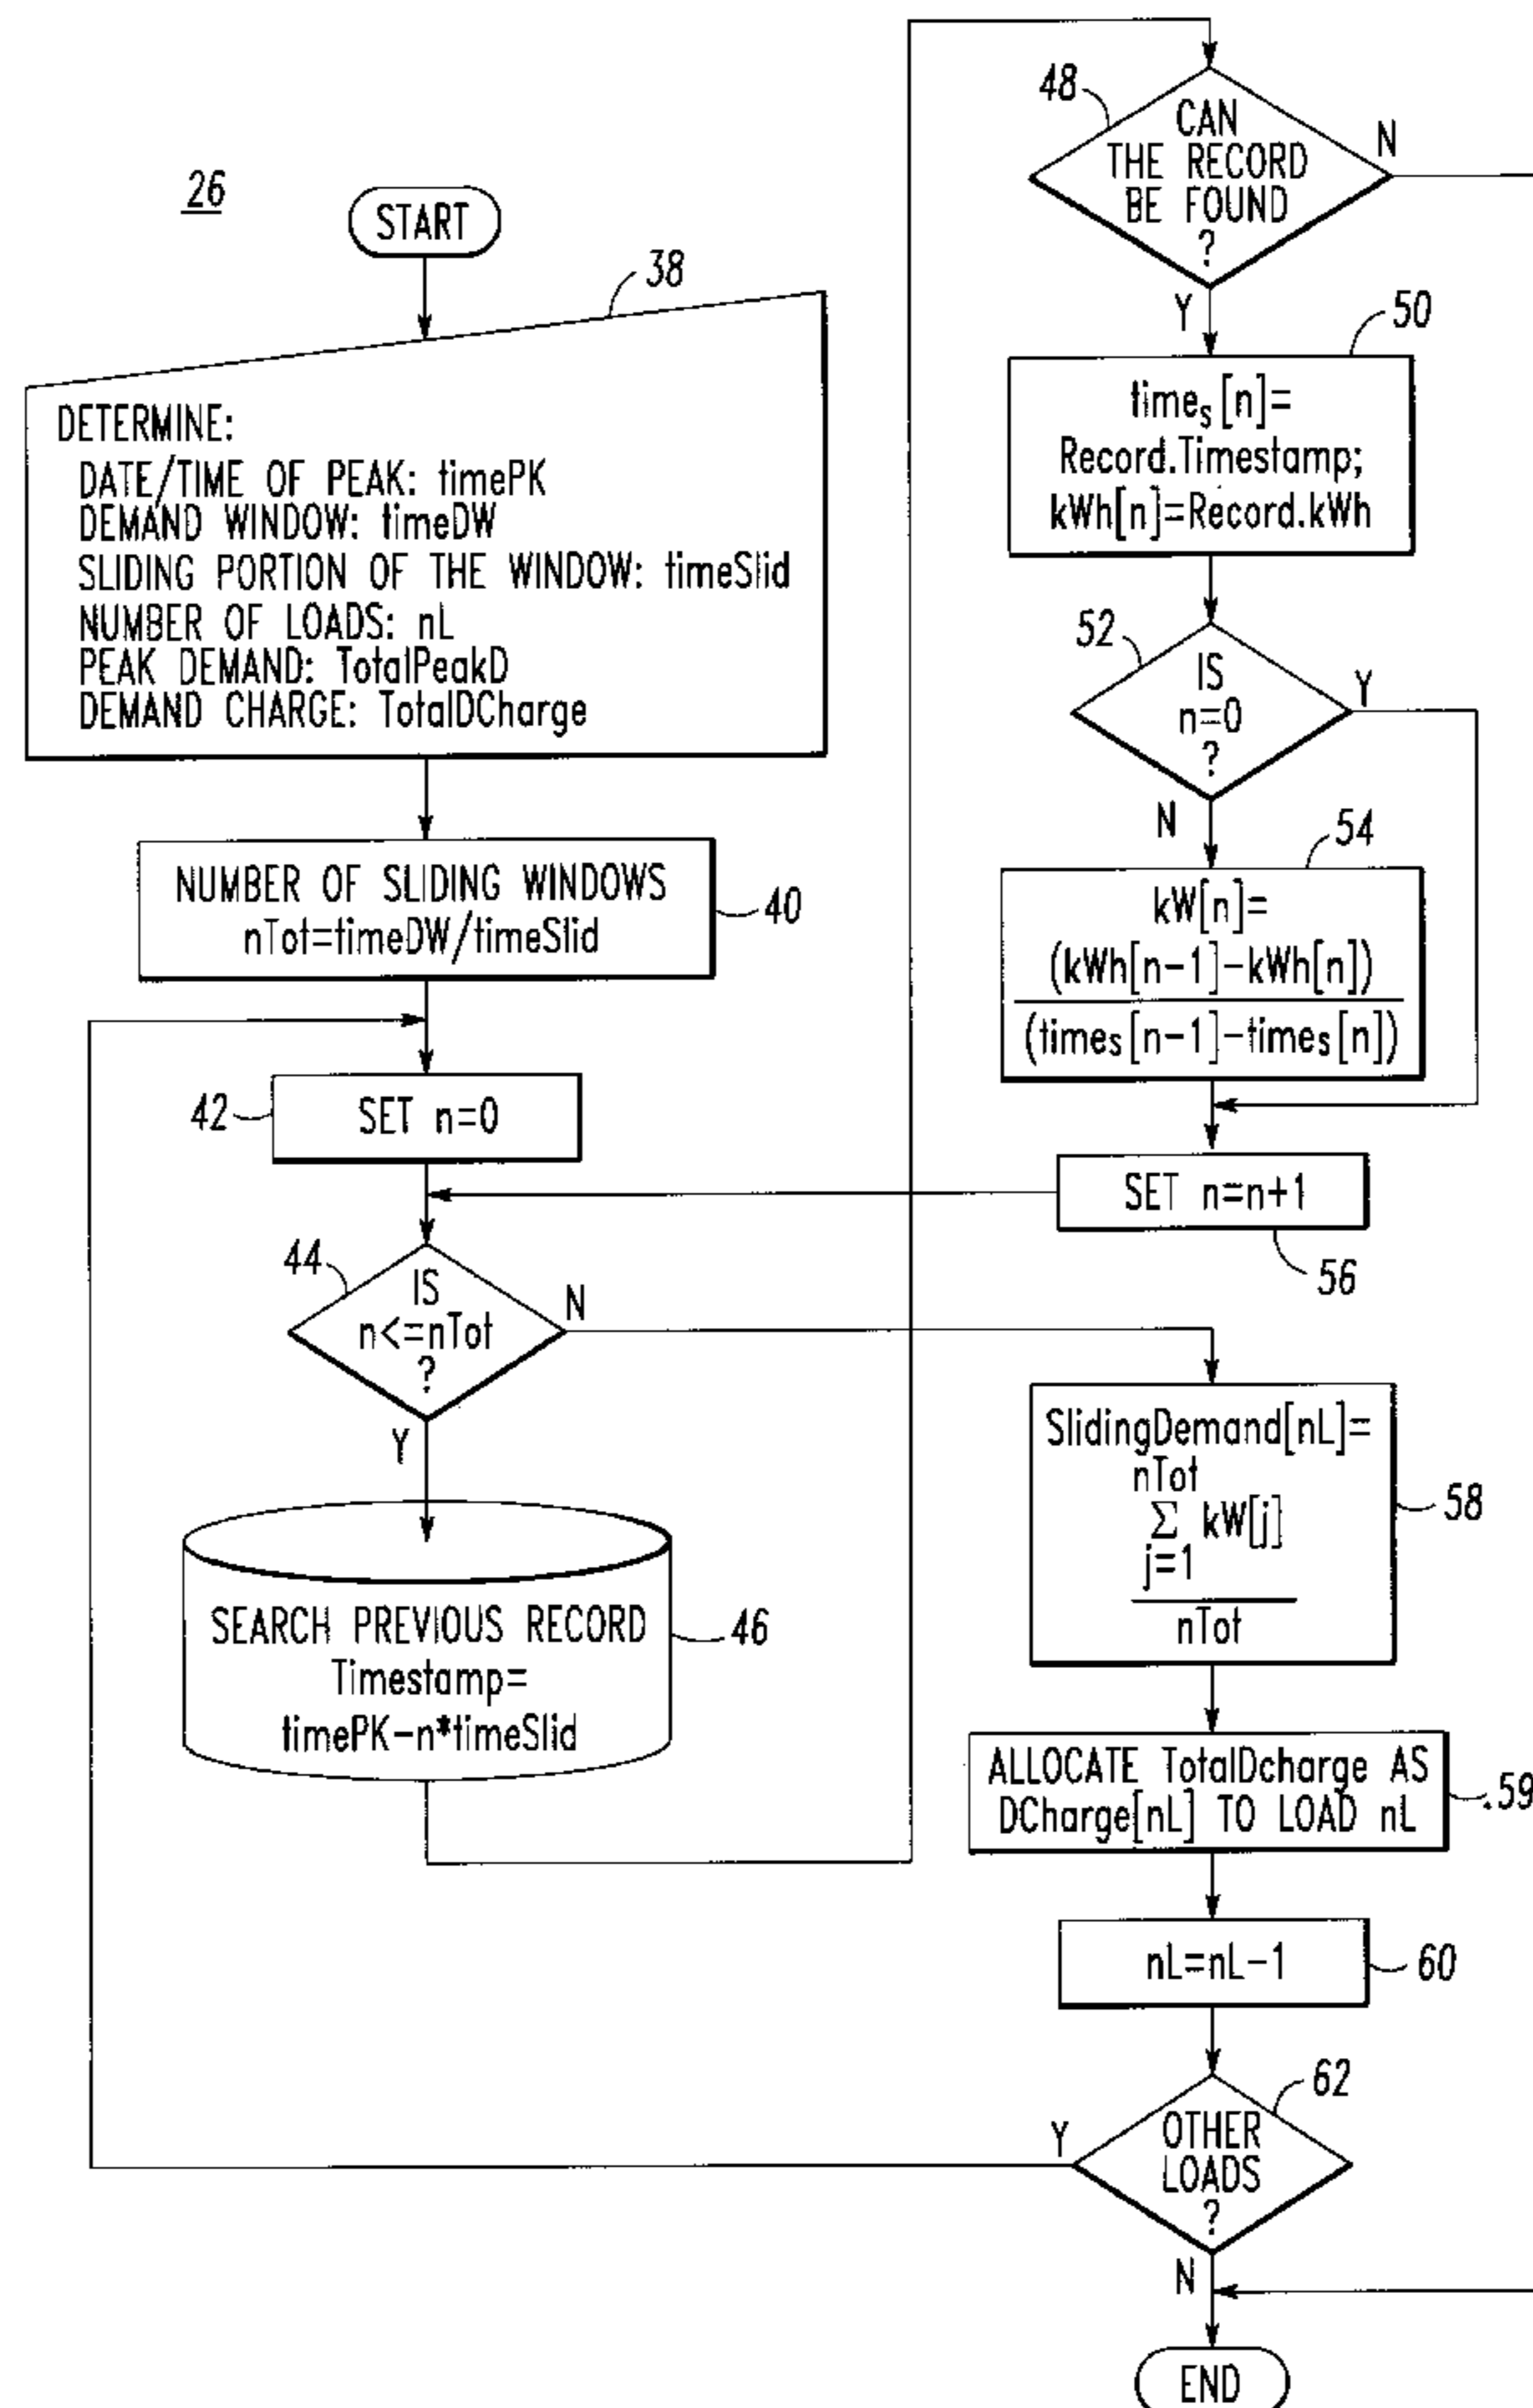 26
START
38
DETERMINE:
DATE/TIME OF PEAK: timePK
DEMAND WINDOW: timeDW
SLIDING PORTION OF THE WINDOW: timeSlid
NUMBER OF LOADS: nL
PEAK DEMAND: TotalPeakD
DEMAND CHARGE: TotalDCharge
NUMBER OF SLIDING WINDOWS
nTot=timeDW/timeSlid
40
42
SET n=0
44
IS
n<=nTot
?
N
Y
SEARCH PREVIOUS RECORD
Timestamp=
timePK-n*timeSlid
46
48
CAN
THE RECORD
BE FOUND
?
N
Y
50
times[n]=
Record.Timestamp;
kWh[n]=Record.kWh
52
IS
n=0
?
Y
N
54
kW[n]=
(kWh[n-1]-kWh[n])
(times[n-1]-times[n])
SET n=n+1
56
SlidingDemand[nL]=
nTot
Σ kW[j]
j=1
nTot
58
ALLOCATE TotalDcharge AS
DCharge[nL] TO LOAD nL
59
nL=nL-1
60
62
OTHER
LOADS
?
Y
N
END